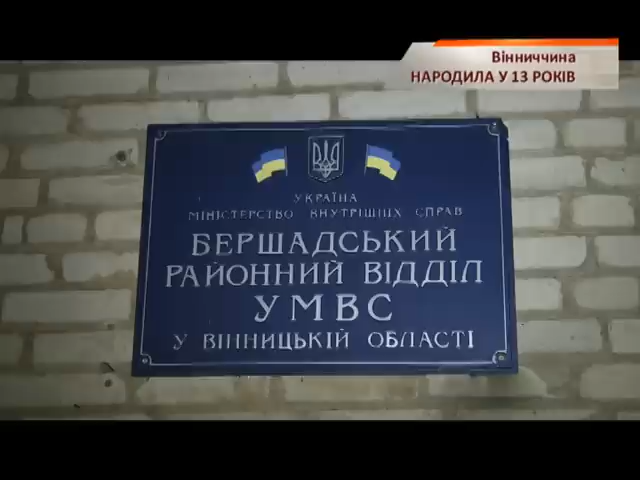 Вінниччина
НАРОДИЛА У 13 РОКІВ
УКРАЇНА
МІНІСТЕРСТВО ВНУТРІШНІХ СПРАВ
БЕРШАДСЬКИЙ
РАЙОННИЙ ВІДДІЛ
УМВС
У ВІННИЦЬКІЙ ОБЛАСТІ